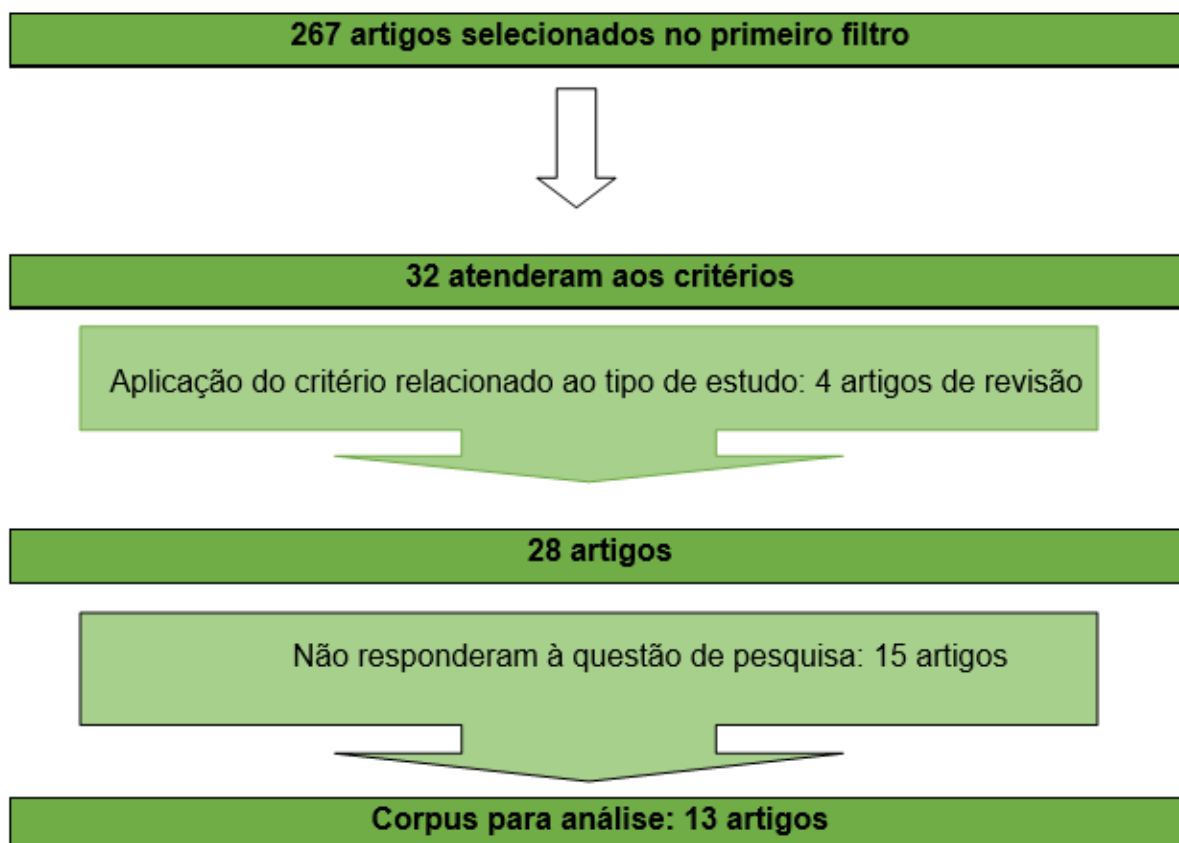 267 artigos selecionados no primeiro filtro
32 atenderam aos critérios
Aplicação do critério relacionado ao tipo de estudo: 4 artigos de revisão
28 artigos
Não responderam à questão de pesquisa: 15 artigos
Corpus para análise: 13 artigos